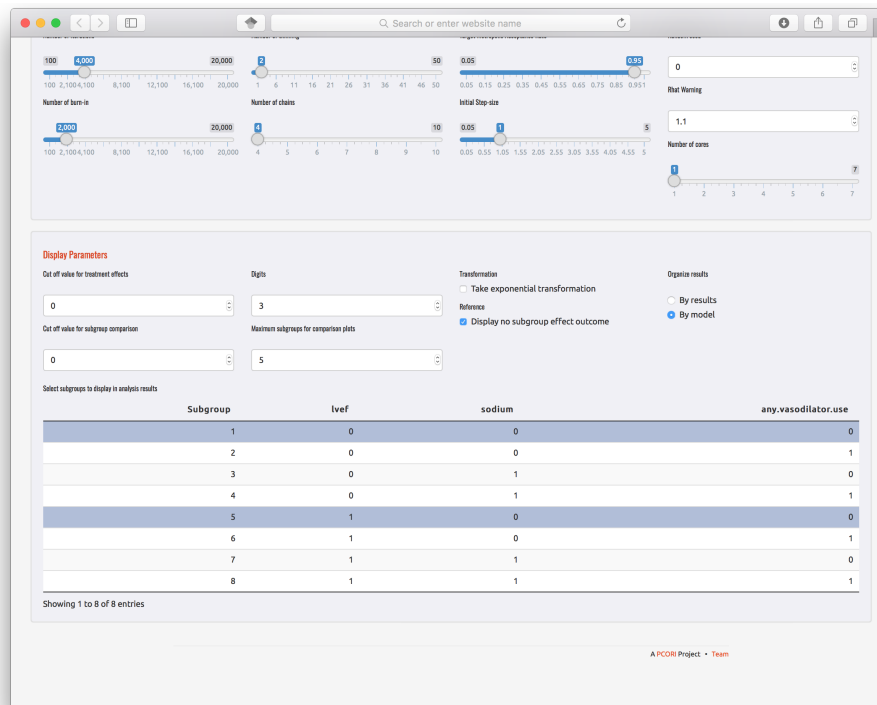 Search or enter website name
100 4,000 20,000
2 50
0.05 0.95
100 2,100 4,100 8,100 12,100 16,100 20,000
1 6 11 16 21 26 31 36 41 46 50
0.05 0.15 0.25 0.35 0.45 0.55 0.65 0.75 0.85 0.951
0
Rhat Warning
Number of burn-in
Number of chains
Initial Step-size
2,000 20,000
4 10
0.05 1 5
1.1
100 2,100 4,100 8,100 12,100 16,100 20,000
4 5 6 7 8 9 10
0.05 0.55 1.05 1.55 2.05 2.55 3.05 3.55 4.05 4.55 5
Number of cores
1 7
1 2 3 4 5 6 7
Display Parameters
Cut off value for treatment effects
Digits
Transformation
Organize results
Take exponential transformation
0
3
By results
Reference
Display no subgroup effect outcome
By model
Cut off value for subgroup comparison
Maximum subgroups for comparison plots
0
5
Select subgroups to display in analysis results
Subgroup lvef sodium any.vasodilator.use
1 0 0 0
2 0 0 1
3 0 1 0
4 0 1 1
5 1 0 0
6 1 0 1
7 1 1 0
8 1 1 1
Showing 1 to 8 of 8 entries
A PCORI Project • Team